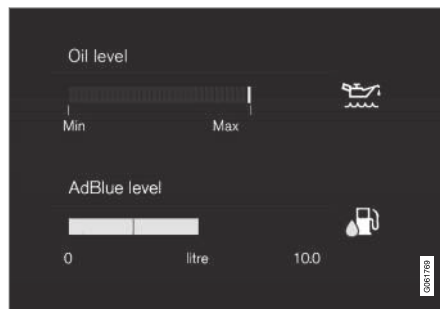 Oil level
Min Max
AdBlue level
0 litre 10.0
G061769